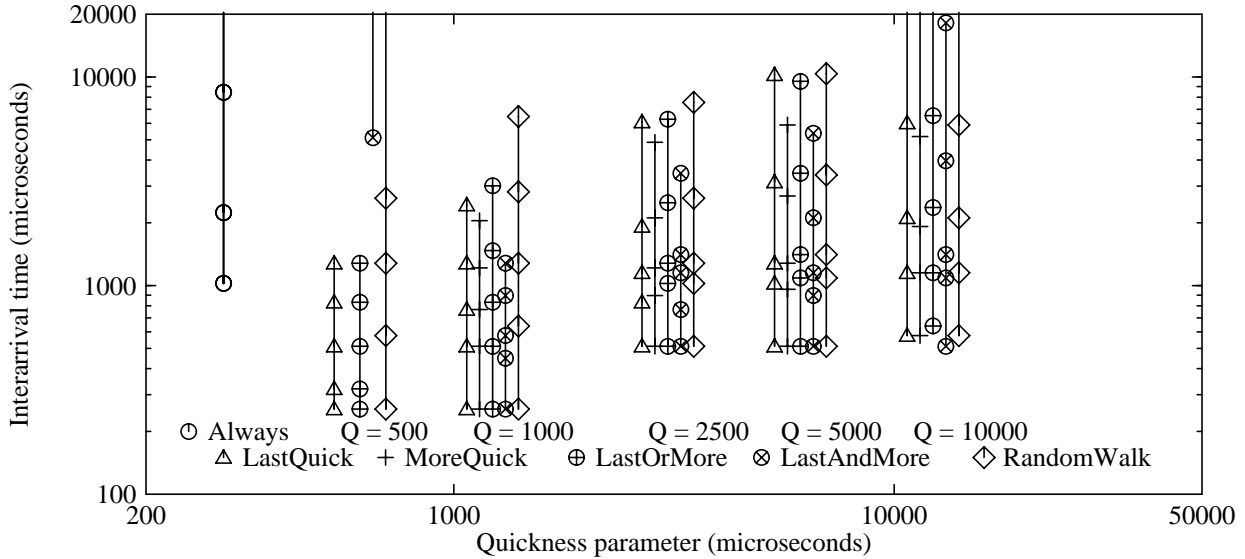 20000
10000
1000
100
Interarrival time (microseconds)
Always Q = 500 Q = 1000 Q = 2500 Q = 5000 Q = 10000
LastQuick MoreQuick LastOrMore LastAndMore RandomWalk
200 1000 10000 50000
Quickness parameter (microseconds)